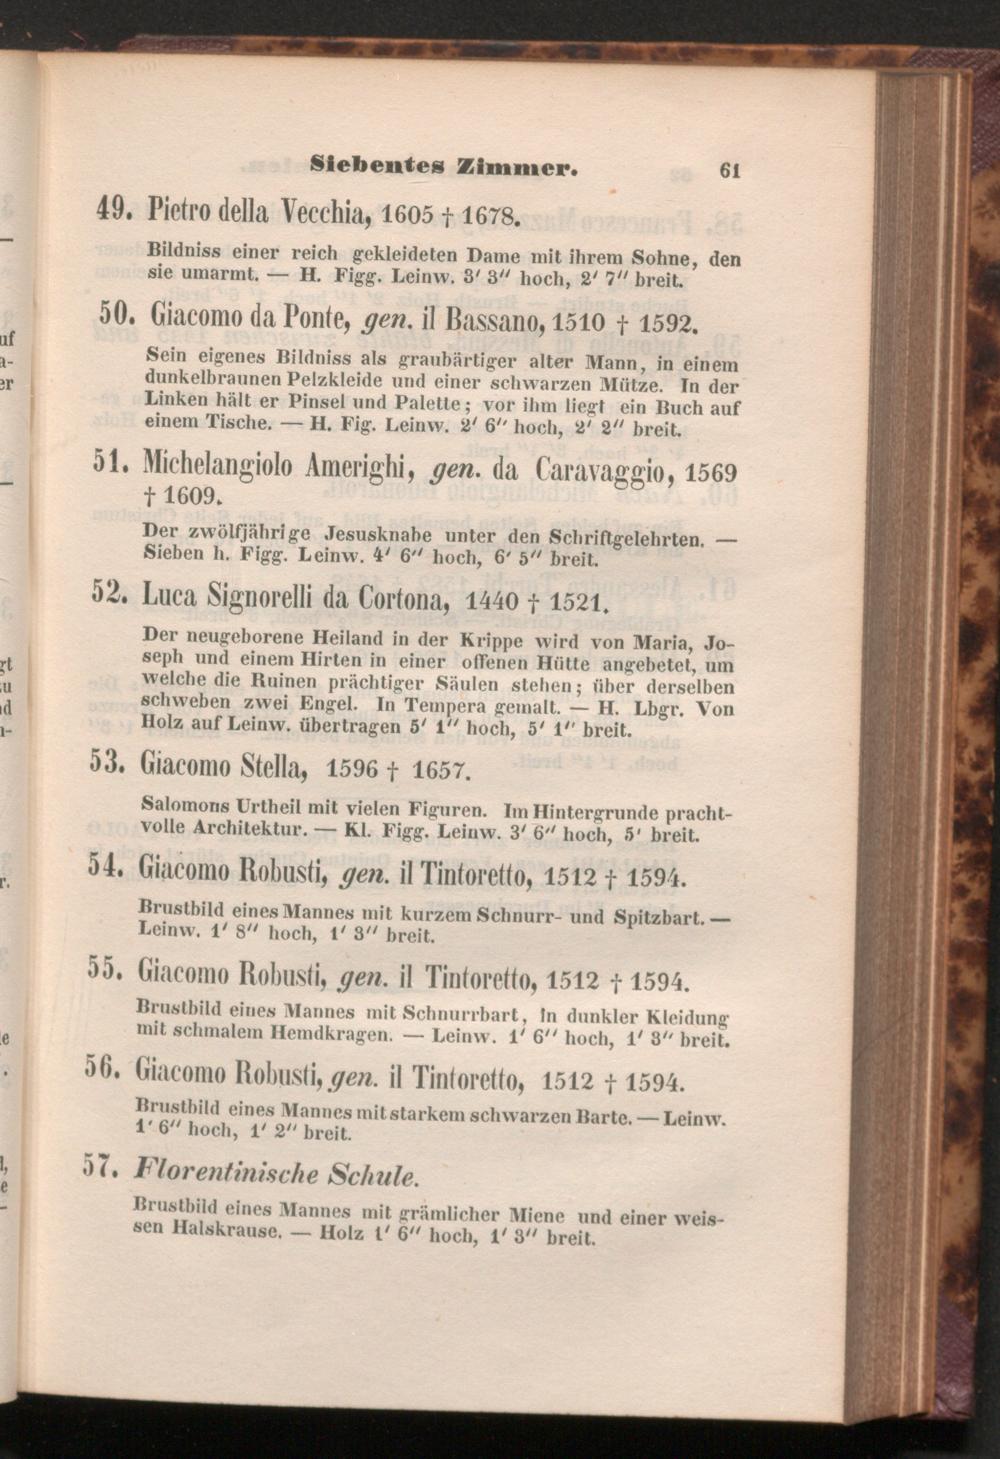 Siebentes Zimmer. 61
49. Pietro della Vecchia, 1605 † 1678.
Bildniss einer reich gekleideten Dame mit ihrem Sohne, den
sie umarmt. — H. Figg. Leinw. 3′ 3″ hoch, 2′ 7″ breit.
50. Giacomo da Ponte, gen. il Bassano, 1510 † 1592.
Sein eigenes Bildniss als graubärtiger alter Mann, in einem
dunkelbraunen Pelzkleide und einer schwarzen Mütze. In der
Linken hält er Pinsel und Palette; vor ihm liegt ein Buch auf
einem Tische. — H. Fig. Leinw. 2′ 6″ hoch, 2′ 2″ breit.
51. Michelangiolo Amerighi, gen. da Caravaggio, 1569
† 1609.
Der zwölfjährige Jesusknabe unter den Schriftgelehrten. —
Sieben h. Figg. Leinw. 4′ 6″ hoch, 6′ 5″ breit.
52. Luca Signorelli da Cortona, 1440 † 1521.
Der neugeborene Heiland in der Krippe wird von Maria, Jo-
seph und einem Hirten in einer offenen Hütte angebetet, um
welche die Ruinen prächtiger Säulen stehen; über derselben
schweben zwei Engel. In Tempera gemalt. — H. Lbgr. Von
Holz auf Leinw. übertragen 5′ 1″ hoch, 5′ 1″ breit.
53. Giacomo Stella, 1596 † 1657.
Salomons Urtheil mit vielen Figuren. Im Hintergrunde pracht-
volle Architektur. — Kl. Figg. Leinw. 3′ 6″ hoch, 5′ breit.
54. Giacomo Robusti, gen. il Tintoretto, 1512 † 1594.
Brustbild eines Mannes mit kurzem Schnurr- und Spitzbart. —
Leinw. 1′ 8″ hoch, 1′ 3″ breit.
55. Giacomo Robusti, gen. il Tintoretto, 1512 † 1594.
Brustbild eines Mannes mit Schnurrbart, in dunkler Kleidung
mit schmalem Hemdkragen. — Leinw. 1′ 6″ hoch, 1′ 3″ breit.
56. Giacomo Robusti, gen. il Tintoretto, 1512 † 1594.
Brustbild eines Mannes mit starkem schwarzen Barte. — Leinw.
1′ 6″ hoch, 1′ 2″ breit.
57. Florentinische Schule.
Brustbild eines Mannes mit grämlicher Miene und einer weis-
sen Halskrause. — Holz 1′ 6″ hoch, 1′ 3″ breit.